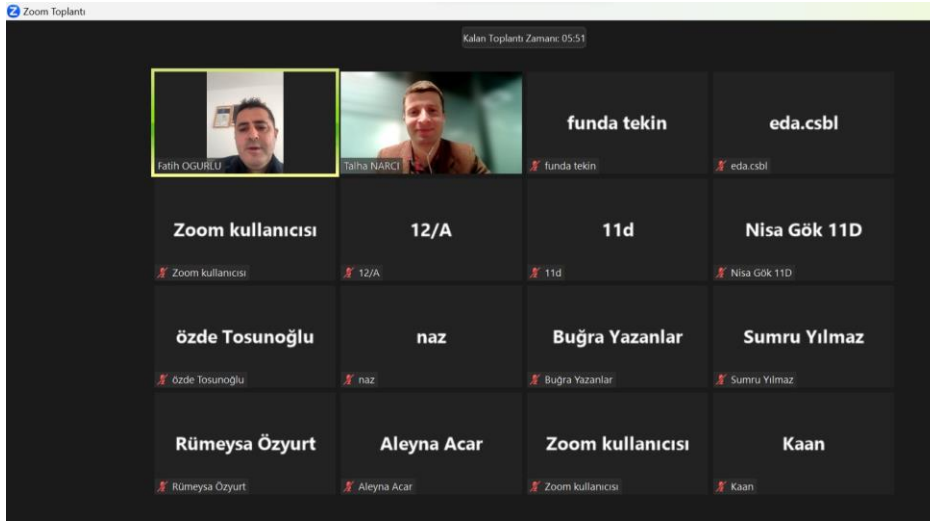 Zoom Toplantı
Kalan Toplantı Zamanı: 05:51
Fatih OGURLU
Talha NARCI
funda tekin
funda tekin
eda.csbl
eda.csbl
Zoom kullanıcısı
Zoom kullanıcısı
12/A
12/A
11d
11d
Nisa Gök 11D
Nisa Gök 11D
özde Tosunoğlu
özde Tosunoğlu
naz
naz
Buğra Yazanlar
Buğra Yazanlar
Sumru Yılmaz
Sumru Yılmaz
Rümeysa Özyurt
Rümeysa Özyurt
Aleyna Acar
Aleyna Acar
Zoom kullanıcısı
Zoom kullanıcısı
Kaan
Kaan